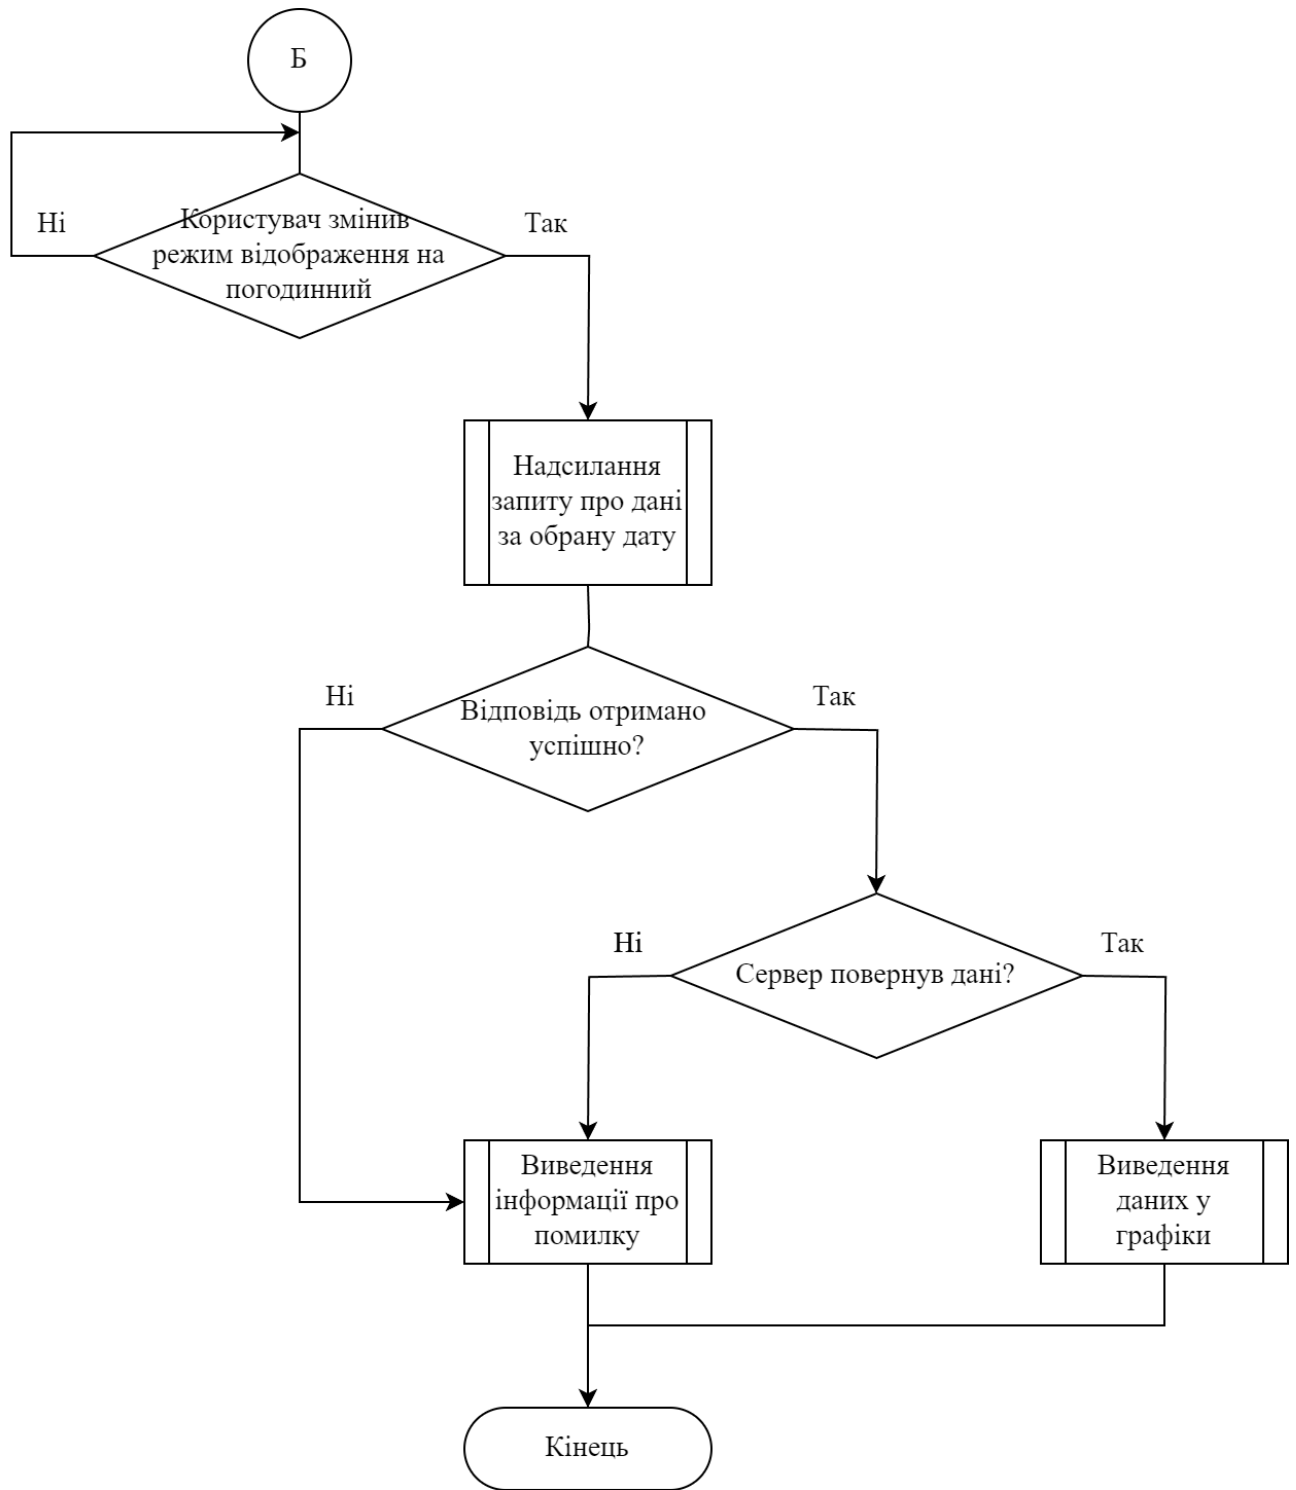 Б
Ні
Користувач змінив
Так
режим відображення на
погодинний
Надсилання
запиту про дані
за обрану дату
Ні
Відповідь отримано
Так
успішно?
Ні
Сервер повернув дані?
Так
Виведення
інформації про
помилку
Виведення
даних у
графіки
Кінець